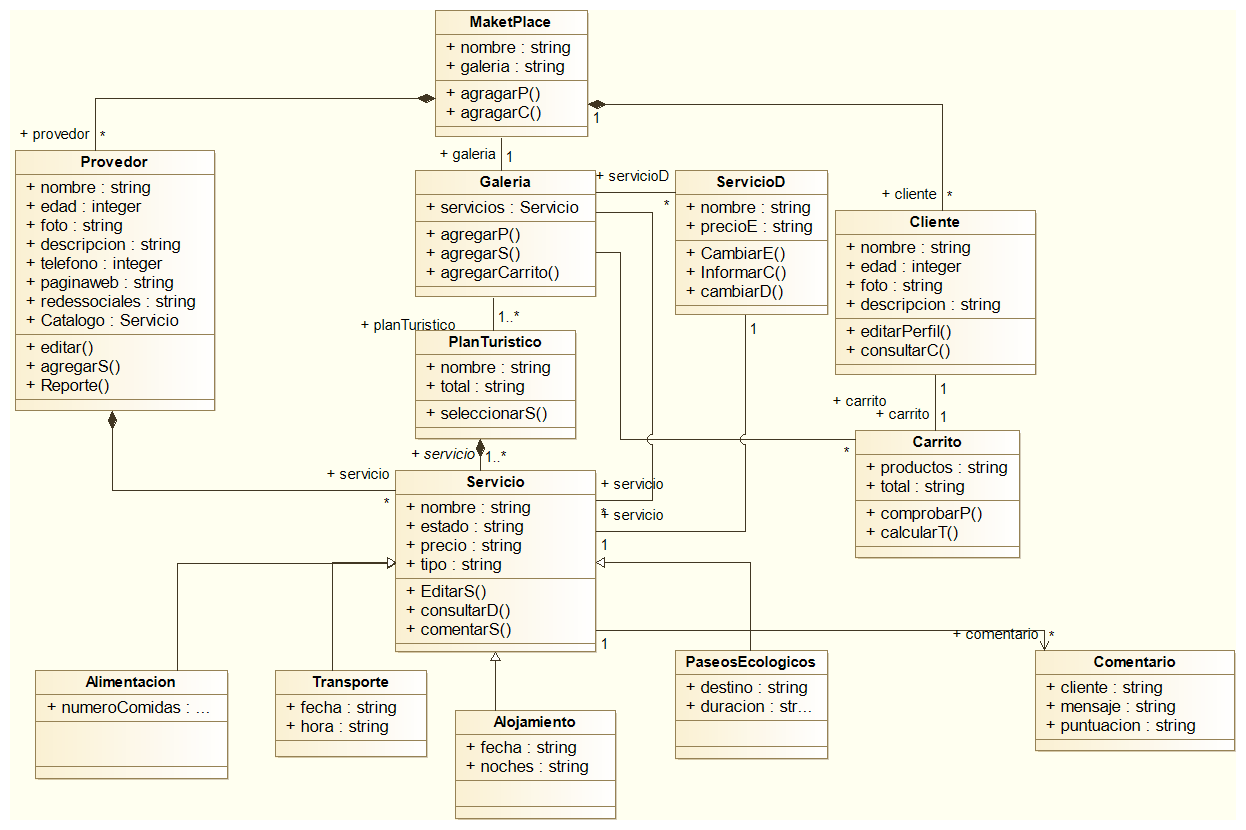 MaketPlace
+ nombre : string
+ galeria : string
+ agragarP()
+ agragarC()
1
+ provedor *
+ galeria 1
+ cliente *
Provedor
+ nombre : string
+ edad : integer
+ foto : string
+ descripcion : string
+ telefono : integer
+ paginaweb : string
+ redessociales : string
+ Catalogo : Servicio
+ editar()
+ agregarS()
+ Reporte()
Galeria
+ servicios : Servicio
+ agregarP()
+ agregarS()
+ agregarCarrito()
+ servicioD
*
ServicioD
+ nombre : string
+ precioE : string
+ CambiarE()
+ InformarC()
+ cambiarD()
1
Cliente
+ nombre : string
+ edad : integer
+ foto : string
+ descripcion : string
+ editarPerfil()
+ consultarC()
1
+ carrito
+ carrito 1
*
1..*
+ planTuristico
PlanTuristico
+ nombre : string
+ total : string
+ seleccionarS()
+ servicio 1..*
Carrito
+ productos : string
+ total : string
+ comprobarP()
+ calcularT()
+ servicio
*
Servicio
+ nombre : string
+ estado : string
+ precio : string
+ tipo : string
+ EditarS()
+ consultarD()
+ comentarS()
+ servicio
*
+ servicio
1
1
+ comentario *
Alimentacion
+ numeroComidas : ...
Transporte
+ fecha : string
+ hora : string
Alojamiento
+ fecha : string
+ noches : string
PaseosEcologicos
+ destino : string
+ duracion : str...
Comentario
+ cliente : string
+ mensaje : string
+ puntuacion : string